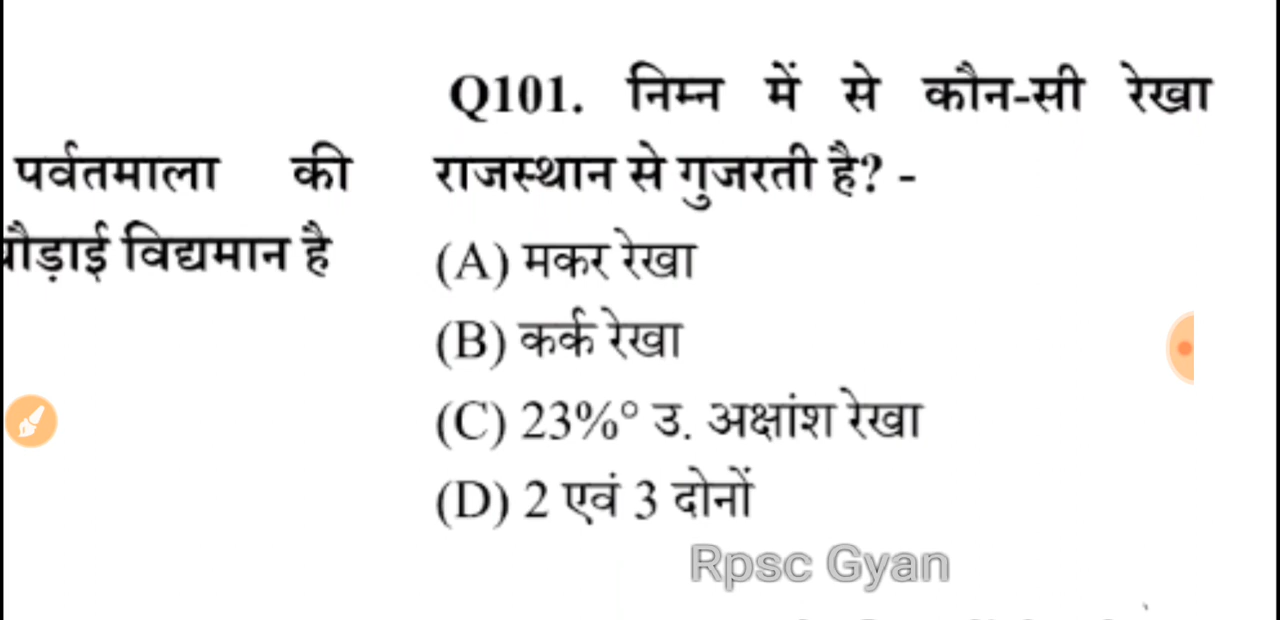 Q101. निम्न में से कौन-सी रेखा
राजस्थान से गुजरती है? -
(A) मकर रेखा
(B) कर्क रेखा
(C) 23%° उ. अक्षांश रेखा
(D) 2 एवं 3 दोनों
पर्वतमाला की
विद्यमान है
Rpsc Gyan